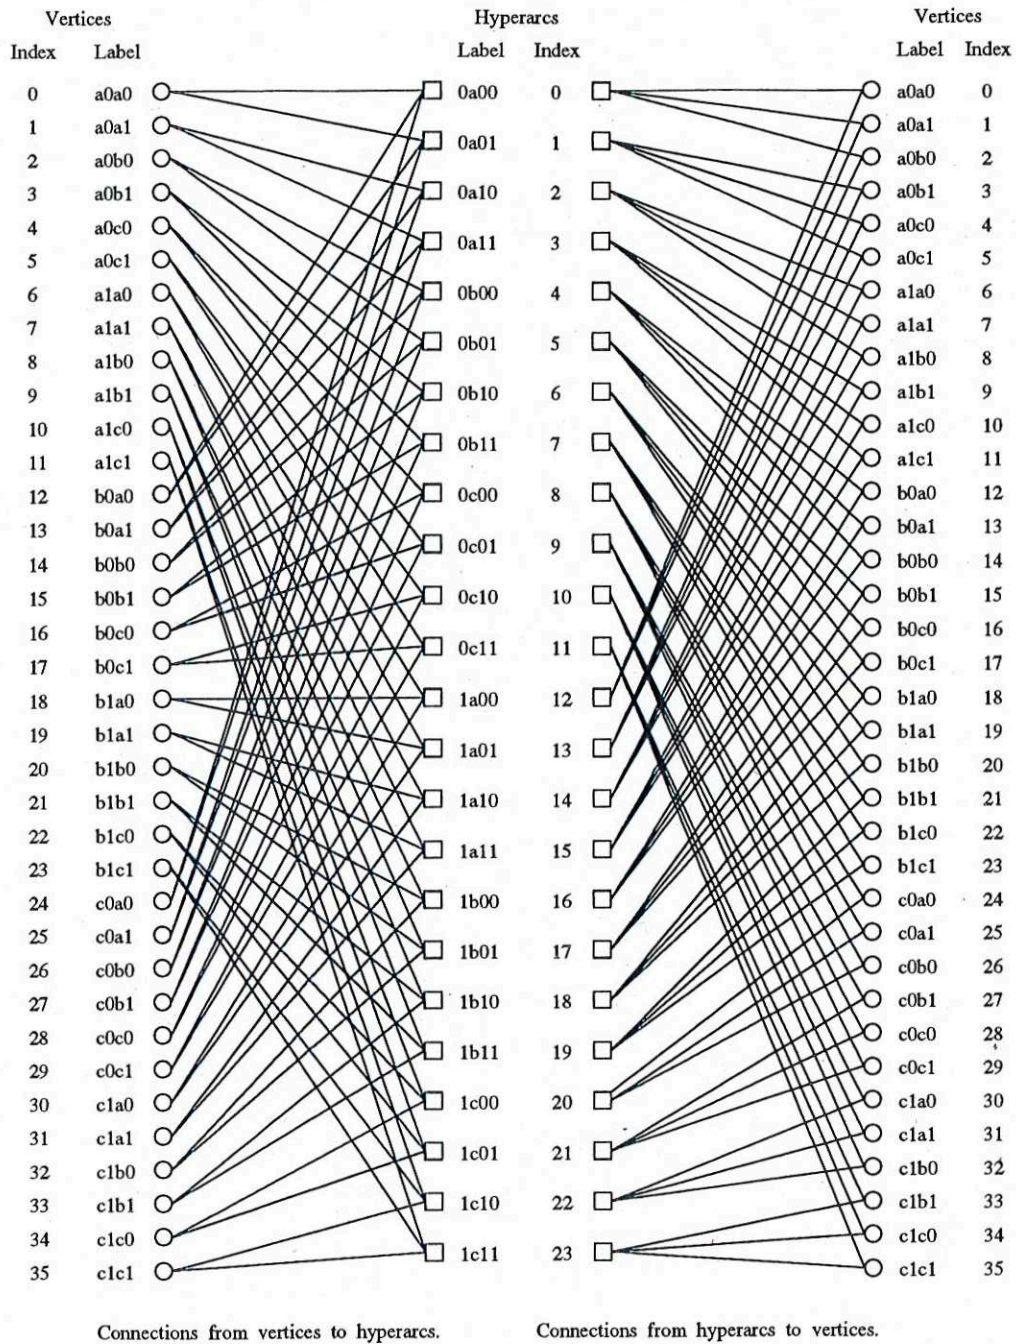 Vertices Hyperarcs Vertices
Index Label Label Index Label Index
0 a0a0 0a00 0 a0a0 0
1 a0a1 0a01 1 a0a1 1
2 a0b0 0a10 2 a0b0 2
3 a0b1 0a11 3 a0b1 3
4 a0c0 0b00 4 a0c0 4
5 a0c1 0b01 5 a0c1 5
6 a1a0 0b10 6 a1a0 6
7 a1a1 0b11 7 a1a1 7
8 a1b0 0c00 8 a1b0 8
9 a1b1 0c01 9 a1b1 9
10 a1c0 0c10 10 a1c0 10
11 a1c1 0c11 11 a1c1 11
12 b0a0 1a00 12 b0a0 12
13 b0a1 1a01 13 b0a1 13
14 b0b0 1a10 14 b0b0 14
15 b0b1 1a11 15 b0b1 15
16 b0c0 1b00 16 b0c0 16
17 b0c1 1b01 17 b0c1 17
18 b1a0 1b10 18 b1a0 18
19 b1a1 1b11 19 b1a1 19
20 b1b0 1c00 20 b1b0 20
21 b1b1 1c01 21 b1b1 21
22 b1c0 1c10 22 b1c0 22
23 b1c1 1c11 23 b1c1 23
24 c0a0 c0a0 24
25 c0a1 c0a1 25
26 c0b0 c0b0 26
27 c0b1 c0b1 27
28 c0c0 c0c0 28
29 c0c1 c0c1 29
30 c1a0 c1a0 30
31 c1a1 c1a1 31
32 c1b0 c1b0 32
33 c1b1 c1b1 33
34 c1c0 c1c0 34
35 c1c1 c1c1 35
Connections from vertices to hyperarcs. Connections from hyperarcs to vertices.